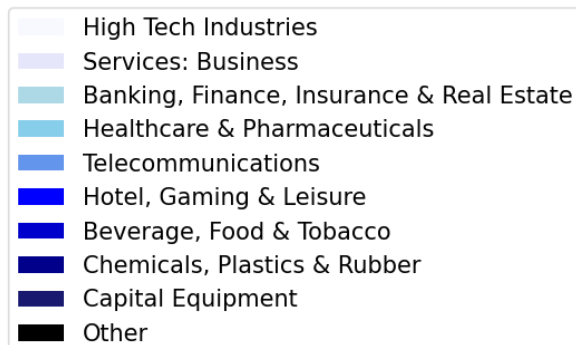 High Tech Industries
Services: Business
Banking, Finance, Insurance & Real Estate
Healthcare & Pharmaceuticals
Telecommunications
Hotel, Gaming & Leisure
Beverage, Food & Tobacco
Chemicals, Plastics & Rubber
Capital Equipment
Other